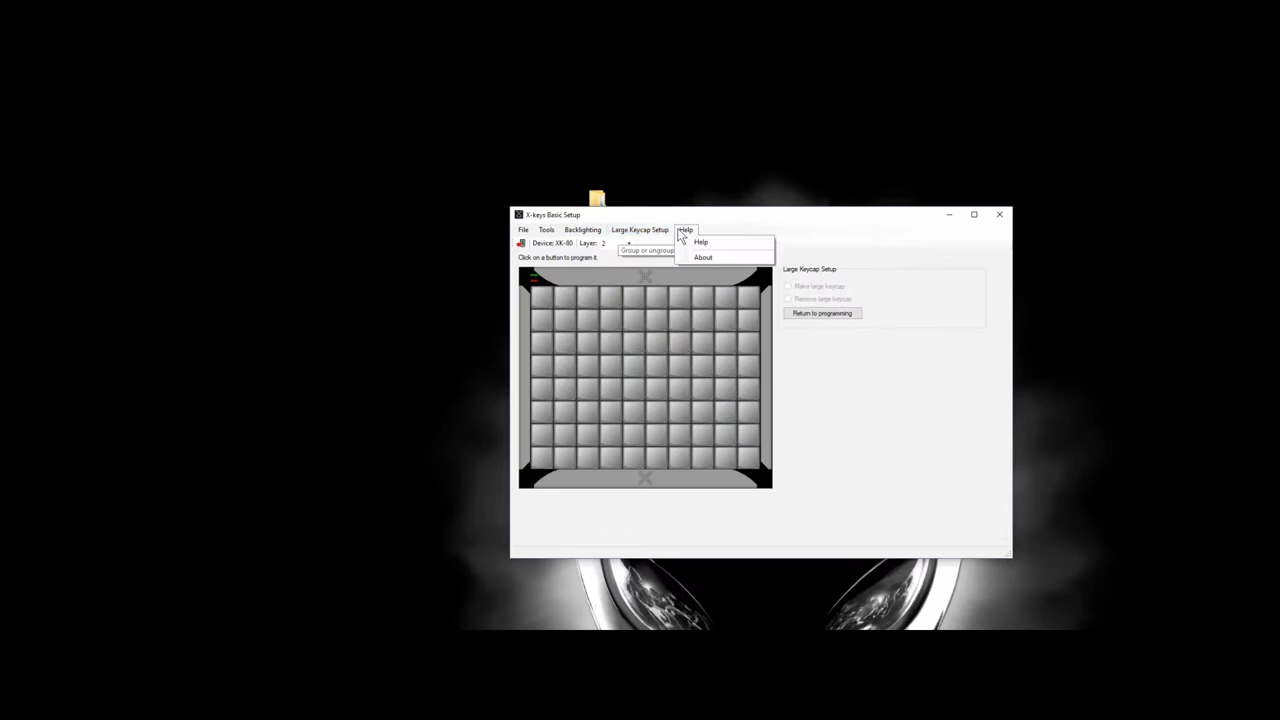 X-keys Basic Setup
File Tools Backlighting Large Keycap Setup Help
Device: XK-80 Layer: 2
Group or ungroup
Help
About
Click on a button to program it.
Large Keycap Setup
Make large keycap
Remove large keycap
Return to programming